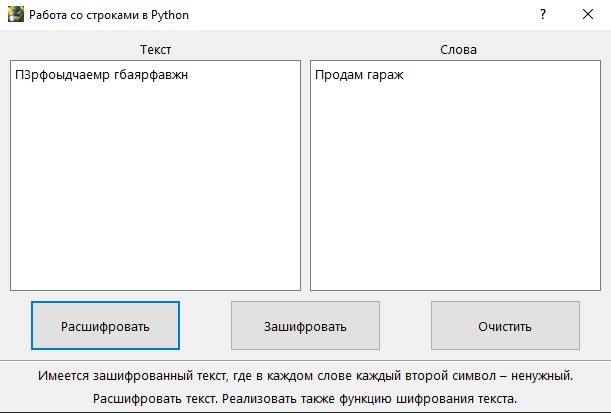 Работа со строками в Python
?
Текст
Слова
ПЗрфоыдчаемр гбаярфавжн
Продам гараж
Расшифровать
Зашифровать
Очистить
Имеется зашифрованный текст, где в каждом слове каждый второй символ – ненужный.
Расшифровать текст. Реализовать также функцию шифрования текста.